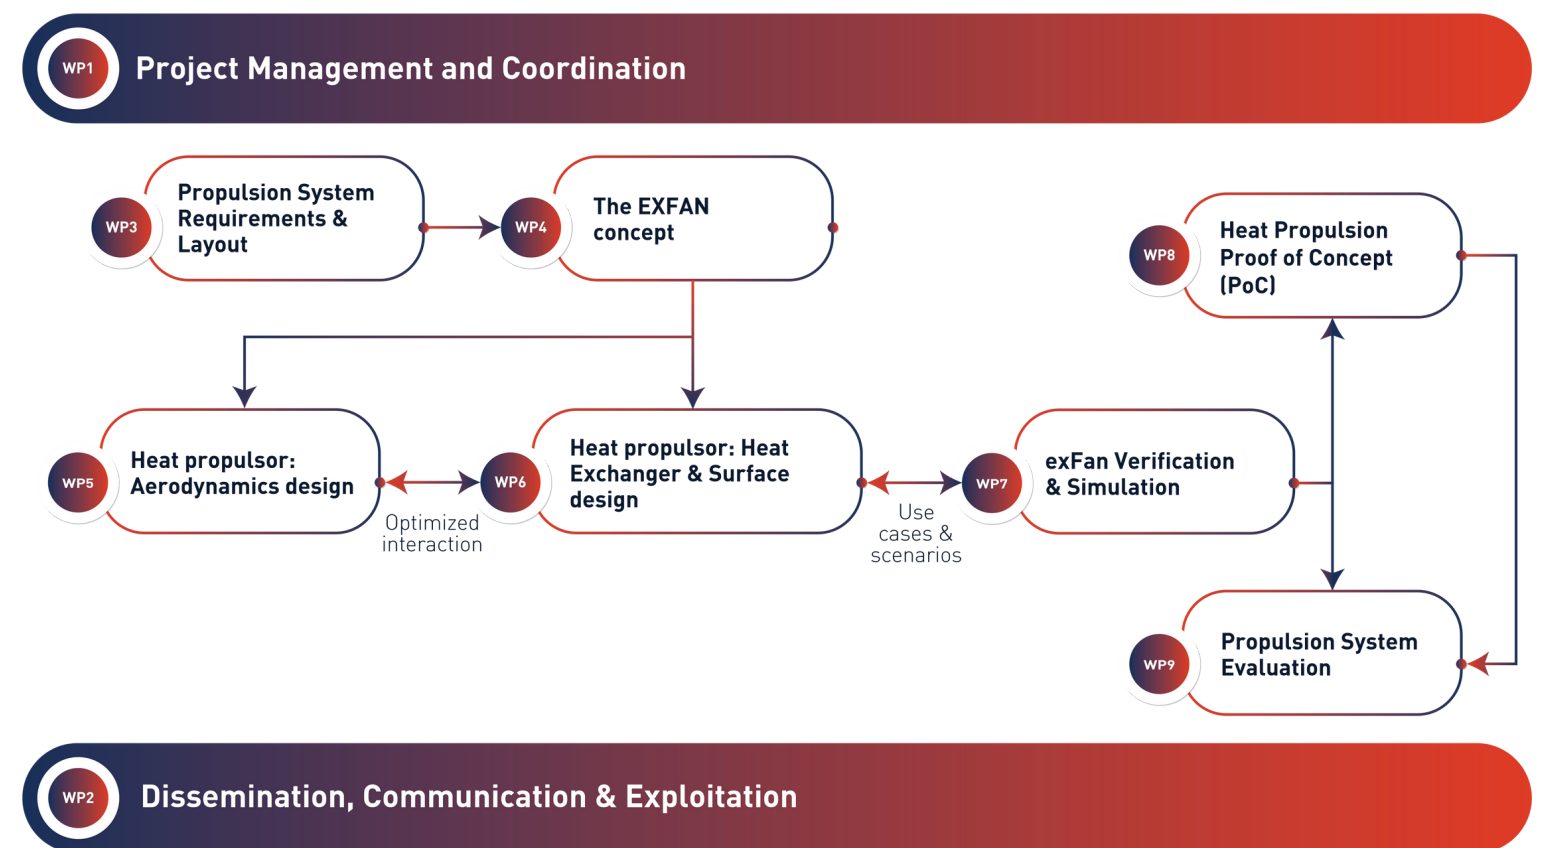 WP1
Project Management and Coordination
WP3
Propulsion System
Requirements &
Layout
WP4
The EXFAN
concept
WP8
Heat Propulsion
Proof of Concept
(PoC)
WP5
Heat propulsor:
Aerodynamics design
Optimized
interaction
WP6
Heat propulsor: Heat
Exchanger & Surface
design
Use
cases &
scenarios
WP7
exFan Verification
& Simulation
WP9
Propulsion System
Evaluation
WP2
Dissemination, Communication & Exploitation